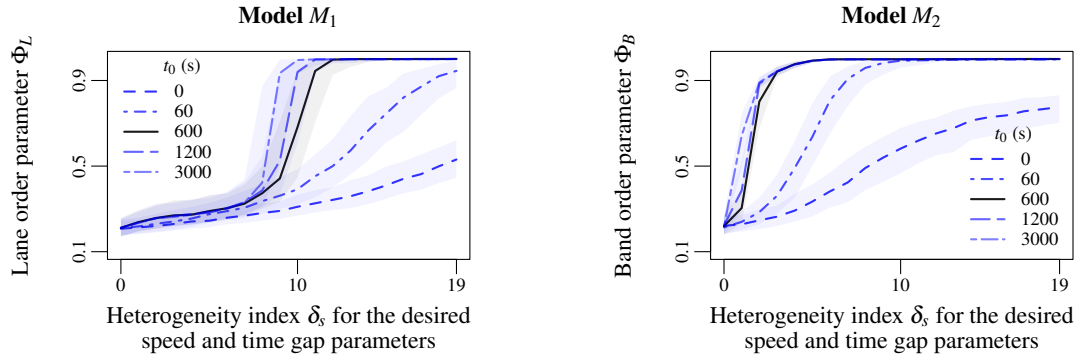 Model M1
Lane order parameter ΦL
0.9
0.5
0.1
t0 (s)
0
60
600
1200
3000
0
10
19
Heterogeneity index δs for the desired
speed and time gap parameters
Model M2
Band order parameter ΦB
0.9
0.5
0.1
t0 (s)
0
60
600
1200
3000
0
10
19
Heterogeneity index δs for the desired
speed and time gap parameters